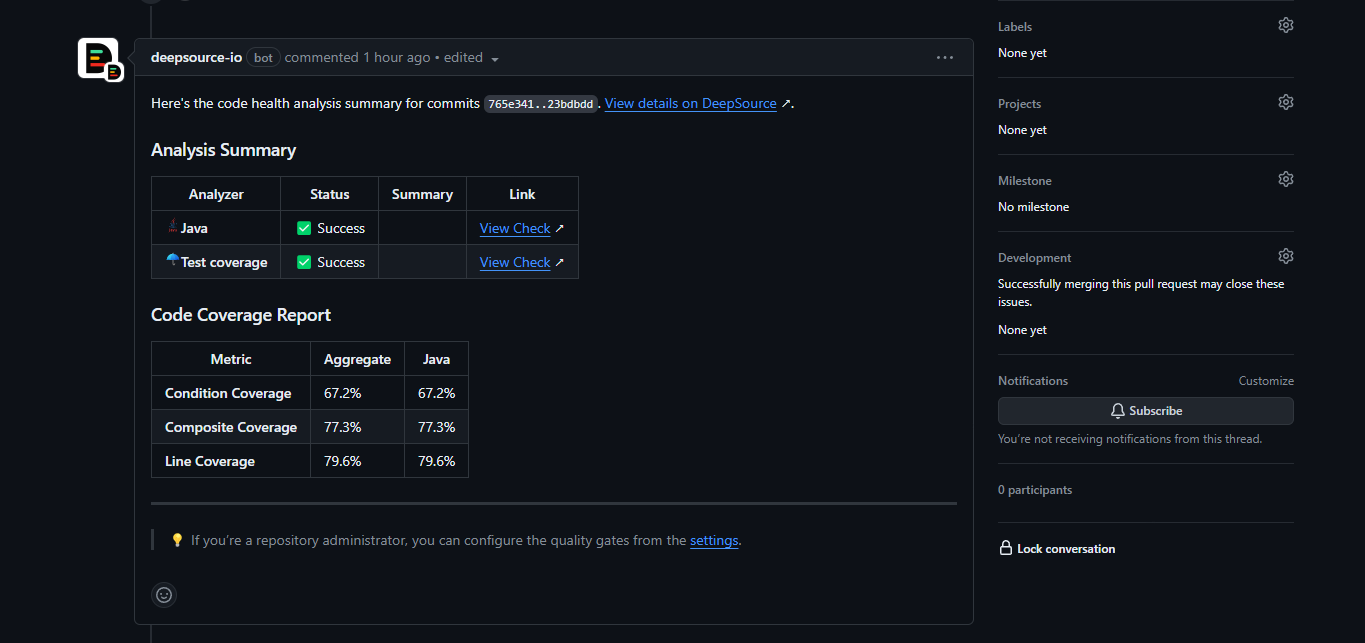 deepsource-io bot commented 1 hour ago • edited
Here's the code health analysis summary for commits 765e341..23bdbdd. View details on DeepSource ↗.
Analysis Summary
Analyzer Status Summary Link
Java ✅ Success View Check ↗
☂Test coverage ✅ Success View Check ↗
Code Coverage Report
Metric Aggregate Java
Condition Coverage 67.2% 67.2%
Composite Coverage 77.3% 77.3%
Line Coverage 79.6% 79.6%
💡 If you're a repository administrator, you can configure the quality gates from the settings.
Labels
None yet
Projects
None yet
Milestone
No milestone
Development
Successfully merging this pull request may close these
issues.
None yet
Notifications Customize
Subscribe
You're not receiving notifications from this thread.
0 participants
Lock conversation